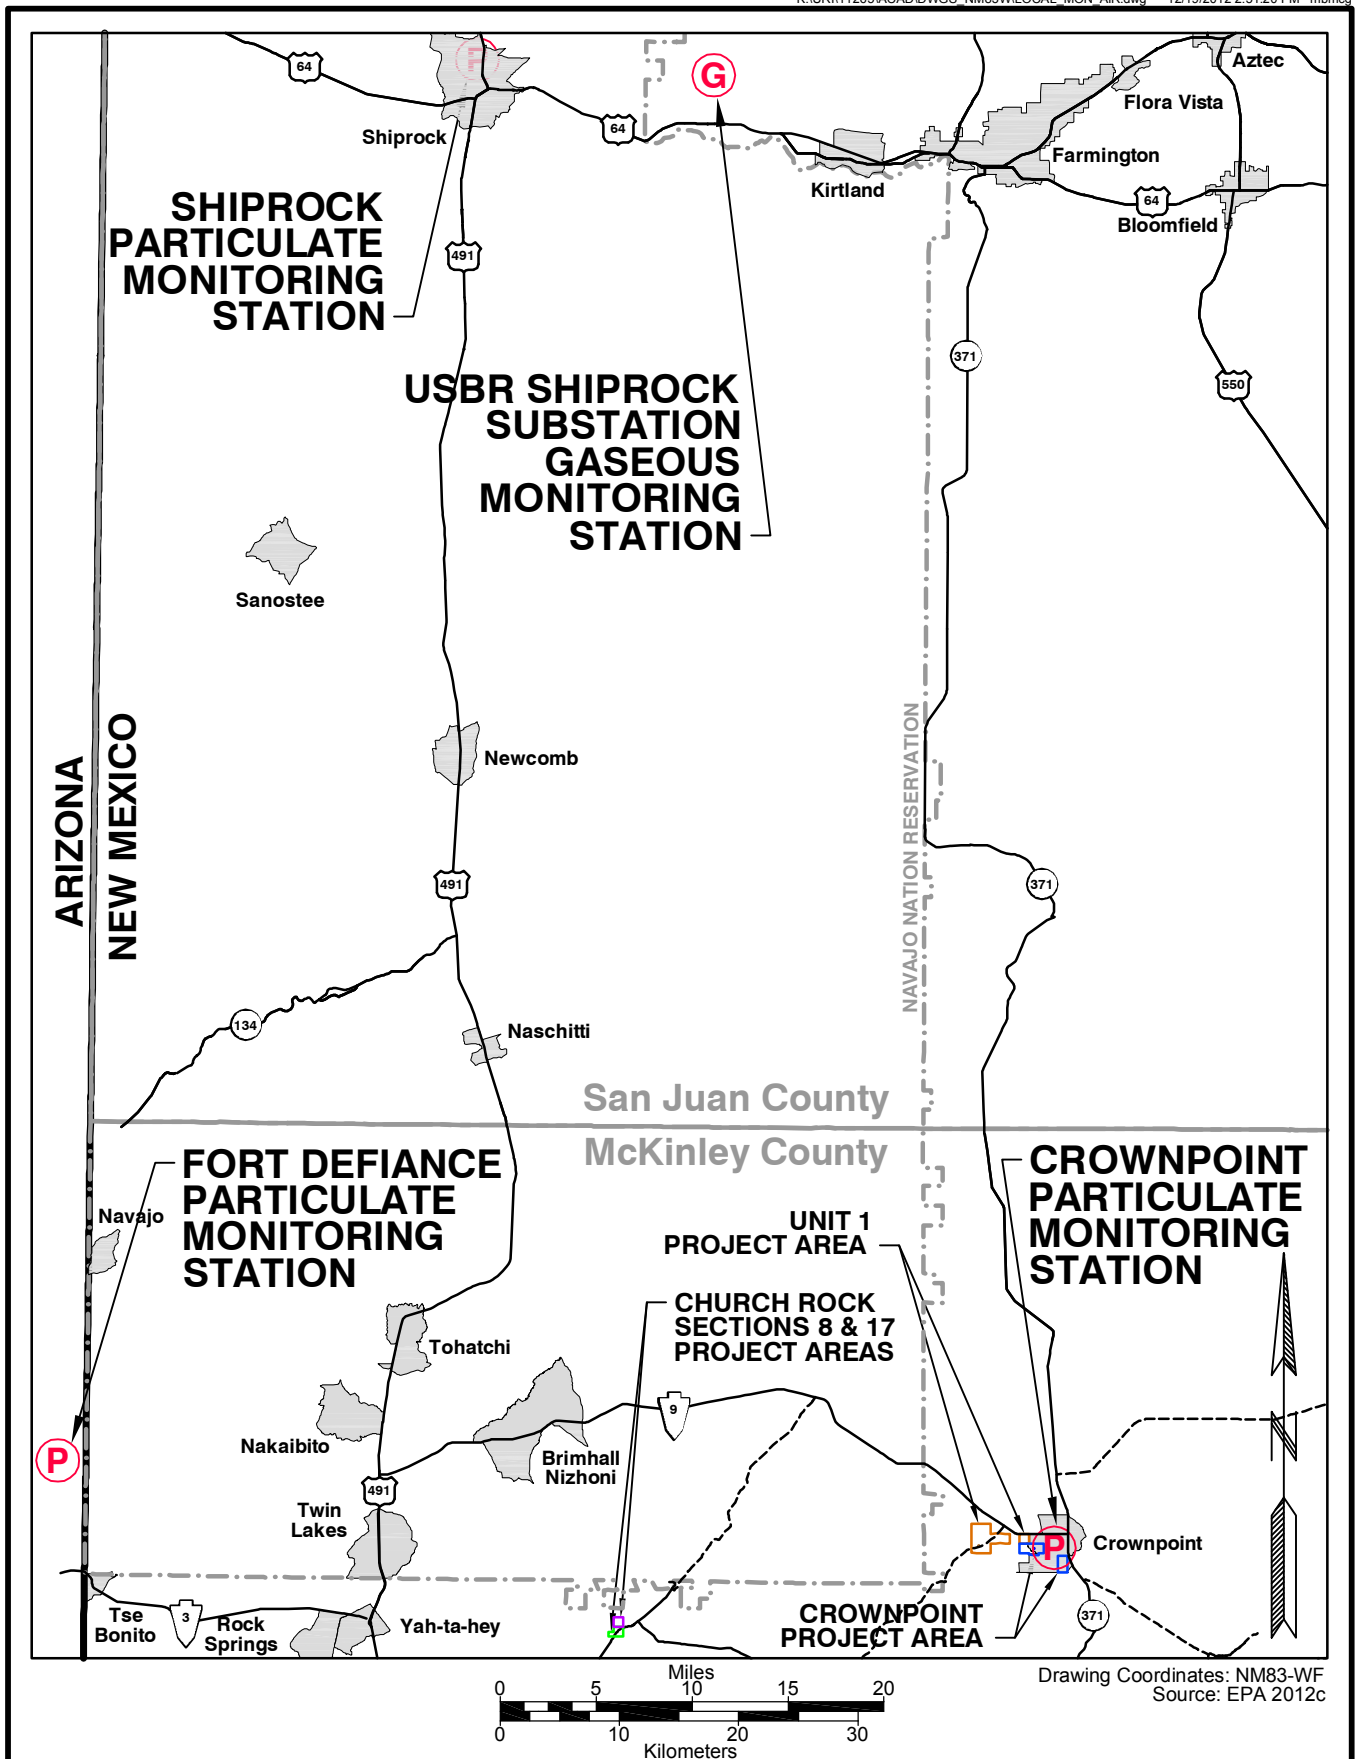 64
Shiprock
SHIPROCK
PARTICULATE
MONITORING
STATION
491
64
G
Kirtland
Aztec
Flora Vista
Farmington
64
Bloomfield
371
550
USBR SHIPROCK
SUBSTATION
GASEOUS
MONITORING
STATION
Sanostee
Newcomb
ARIZONA
NEW MEXICO
NAVAJO NATION RESERVATION
491
371
134
Naschitti
San Juan County
McKinley County
FORT DEFIANCE
PARTICULATE
MONITORING
STATION
Navajo
CROWNPOINT
PARTICULATE
MONITORING
STATION
UNIT 1
PROJECT AREA
CHURCH ROCK
SECTIONS 8 & 17
PROJECT AREAS
Tohatchi
9
Nakaibito
Brimhall
Nizhoni
P
491
Twin
Lakes
N
P
Crownpoint
Tse
Bonito
3
Rock
Springs
Yah-ta-hey
CROWNPOINT
PROJECT AREA
371
Miles
0 5 10 15 20
0 10 20 30
Kilometers
Drawing Coordinates: NM83-WF
Source: EPA 2012c